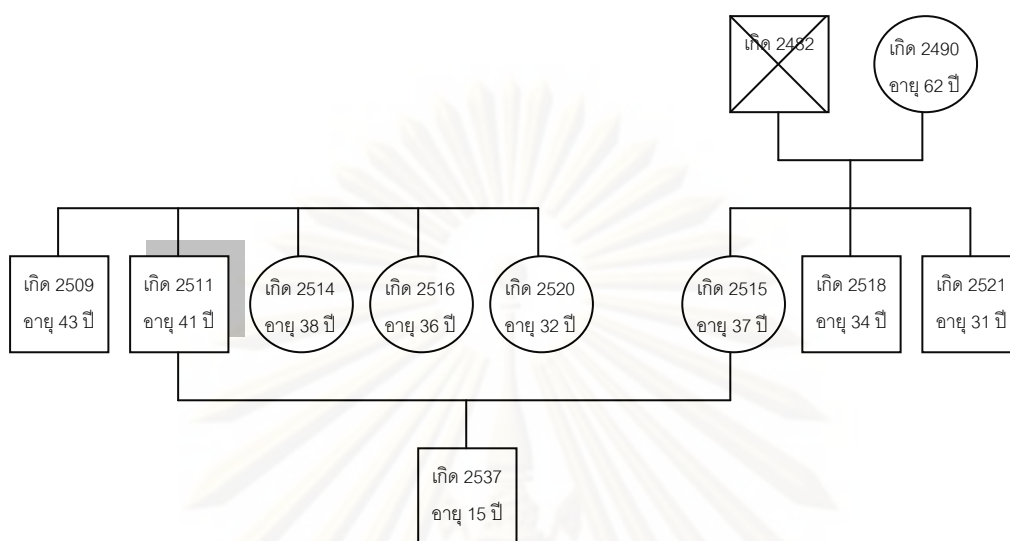 เกิด 2482
เกิด 2490
อายุ 62 ปี
เกิด 2509
อายุ 43 ปี
เกิด 2511
อายุ 41 ปี
เกิด 2514
อายุ 38 ปี
เกิด 2516
อายุ 36 ปี
เกิด 2520
อายุ 32 ปี
เกิด 2515
อายุ 37 ปี
เกิด 2518
อายุ 34 ปี
เกิด 2521
อายุ 31 ปี
เกิด 2537
อายุ 15 ปี